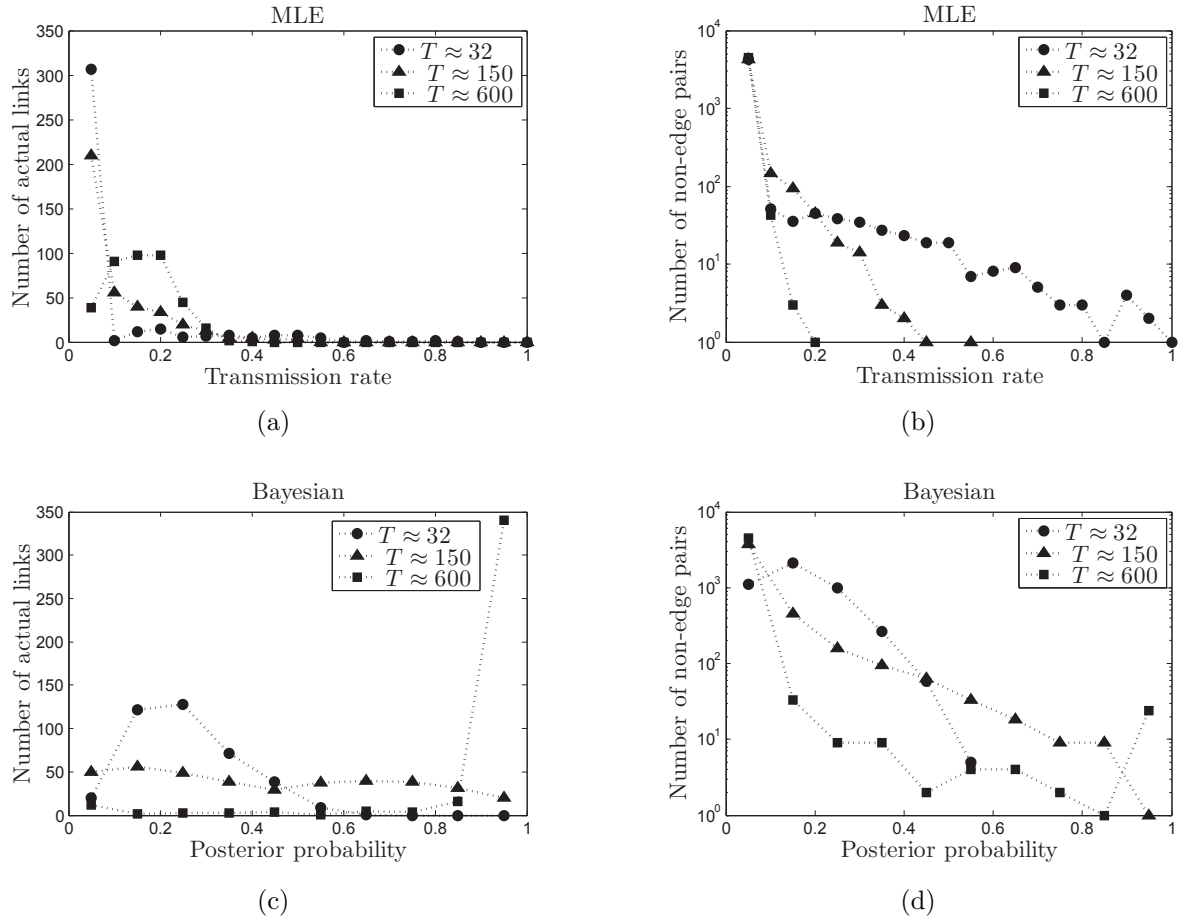 MLE
350
300
250
200
150
100
50
0
Number of actual links
T ≈ 32
T ≈ 150
T ≈ 600
0 0.2 0.4 0.6 0.8 1
Transmission rate
(a)
MLE
10^4
10^3
10^2
10^1
10^0
Number of non-edge pairs
T ≈ 32
T ≈ 150
T ≈ 600
0 0.2 0.4 0.6 0.8 1
Transmission rate
(b)
Bayesian
350
300
250
200
150
100
50
0
Number of actual links
T ≈ 32
T ≈ 150
T ≈ 600
0 0.2 0.4 0.6 0.8 1
Posterior probability
(c)
Bayesian
10^4
10^3
10^2
10^1
10^0
Number of non-edge pairs
T ≈ 32
T ≈ 150
T ≈ 600
0 0.2 0.4 0.6 0.8 1
Posterior probability
(d)